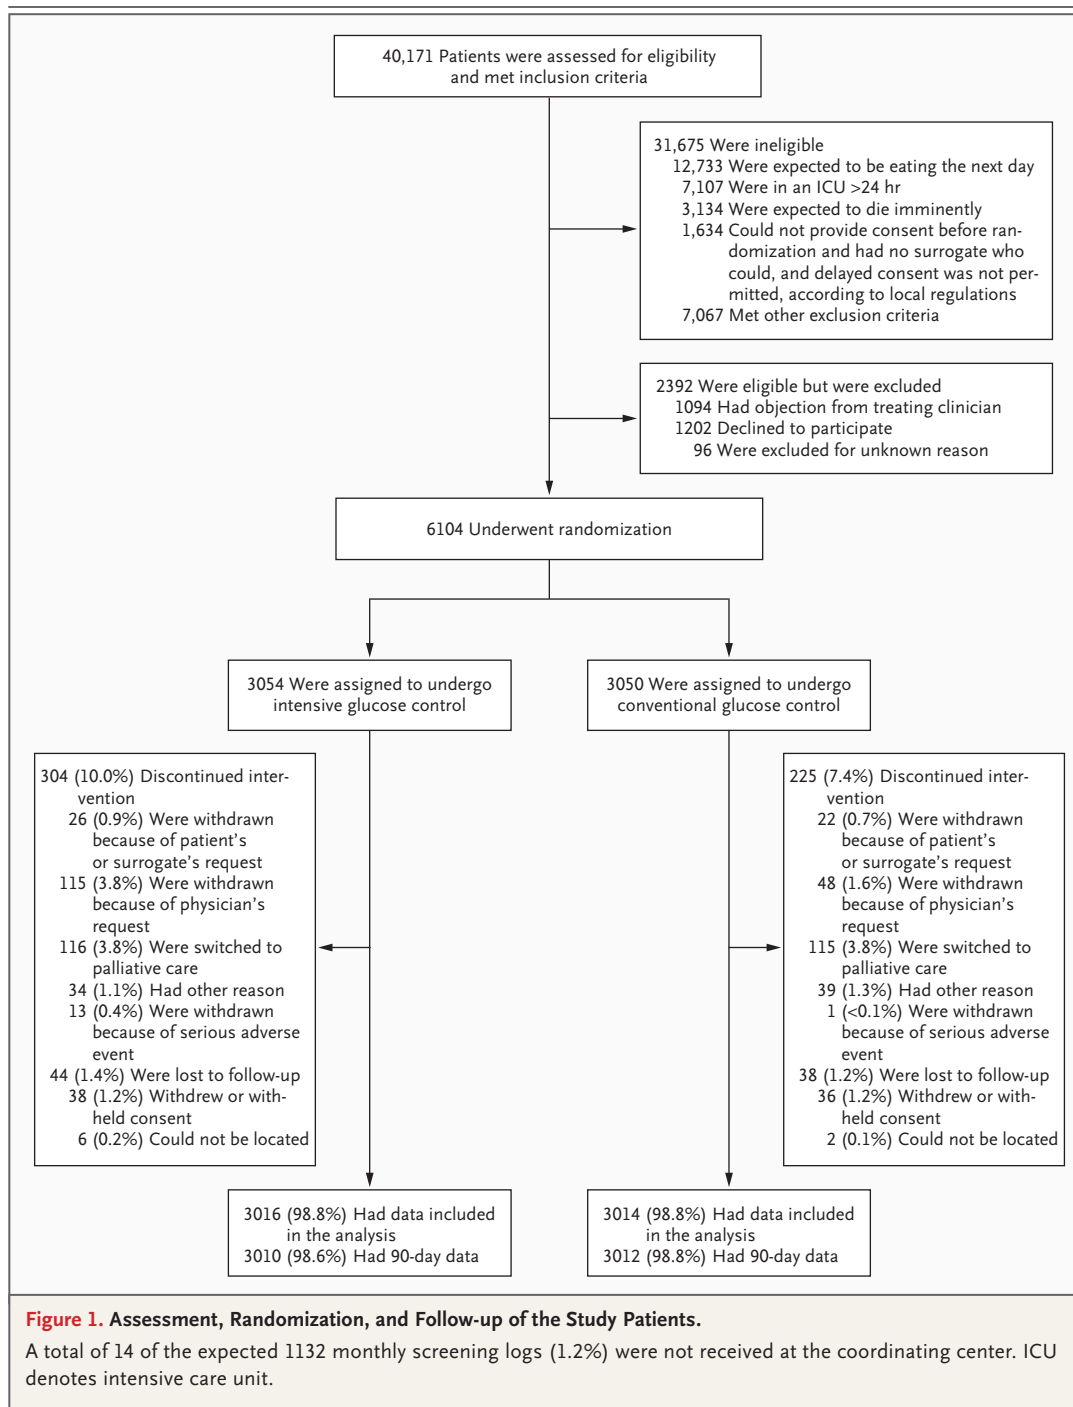 40,171 Patients were assessed for eligibility
and met inclusion criteria
31,675 Were ineligible
12,733 Were expected to be eating the next day
7,107 Were in an ICU >24 hr
3,134 Were expected to die imminently
1,634 Could not provide consent before ran-
domization and had no surrogate who
could, and delayed consent was not per-
mitted, according to local regulations
7,067 Met other exclusion criteria
2392 Were eligible but were excluded
1094 Had objection from treating clinician
1202 Declined to participate
96 Were excluded for unknown reason
6104 Underwent randomization
3054 Were assigned to undergo
intensive glucose control
3050 Were assigned to undergo
conventional glucose control
304 (10.0%) Discontinued inter-
vention
26 (0.9%) Were withdrawn
because of patient's
or surrogate's request
115 (3.8%) Were withdrawn
because of physician's
request
116 (3.8%) Were switched to
palliative care
34 (1.1%) Had other reason
13 (0.4%) Were withdrawn
because of serious adverse
event
44 (1.4%) Were lost to follow-up
38 (1.2%) Withdrew or with-
held consent
6 (0.2%) Could not be located
225 (7.4%) Discontinued inter-
vention
22 (0.7%) Were withdrawn
because of patient's
or surrogate's request
48 (1.6%) Were withdrawn
because of physician's
request
115 (3.8%) Were switched to
palliative care
39 (1.3%) Had other reason
1 (<0.1%) Were withdrawn
because of serious adverse
event
38 (1.2%) Were lost to follow-up
36 (1.2%) Withdrew or with-
held consent
2 (0.1%) Could not be located
3016 (98.8%) Had data included
in the analysis
3010 (98.6%) Had 90-day data
3014 (98.8%) Had data included
in the analysis
3012 (98.8%) Had 90-day data
Figure 1. Assessment, Randomization, and Follow-up of the Study Patients.
A total of 14 of the expected 1132 monthly screening logs (1.2%) were not received at the coordinating center. ICU
denotes intensive care unit.